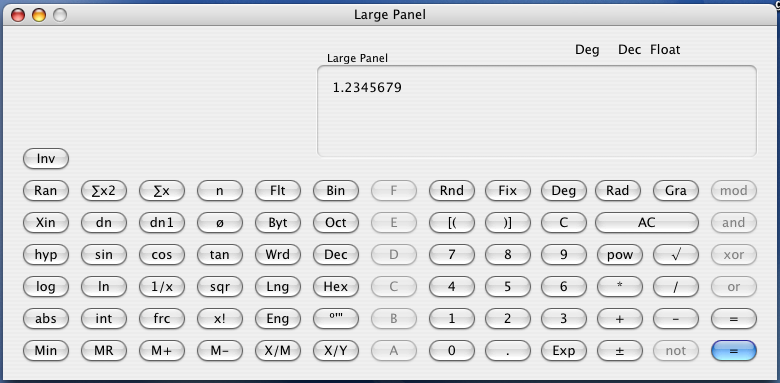 Large Panel
Deg Dec Float
Large Panel
1.2345679
Inv
Ran ∑x2 ∑x n Flt Bin F Rnd Fix Deg Rad Gra mod
Xin dn dn1 ø Byt Oct E [( )] C AC and
hyp sin cos tan Wrd Dec D 7 8 9 pow √ xor
log ln 1/x sqr Lng Hex C 4 5 6 * / or
abs int frc x! Eng º'" B 1 2 3 + - =
Min MR M+ M- X/M X/Y A 0 . Exp ± not =